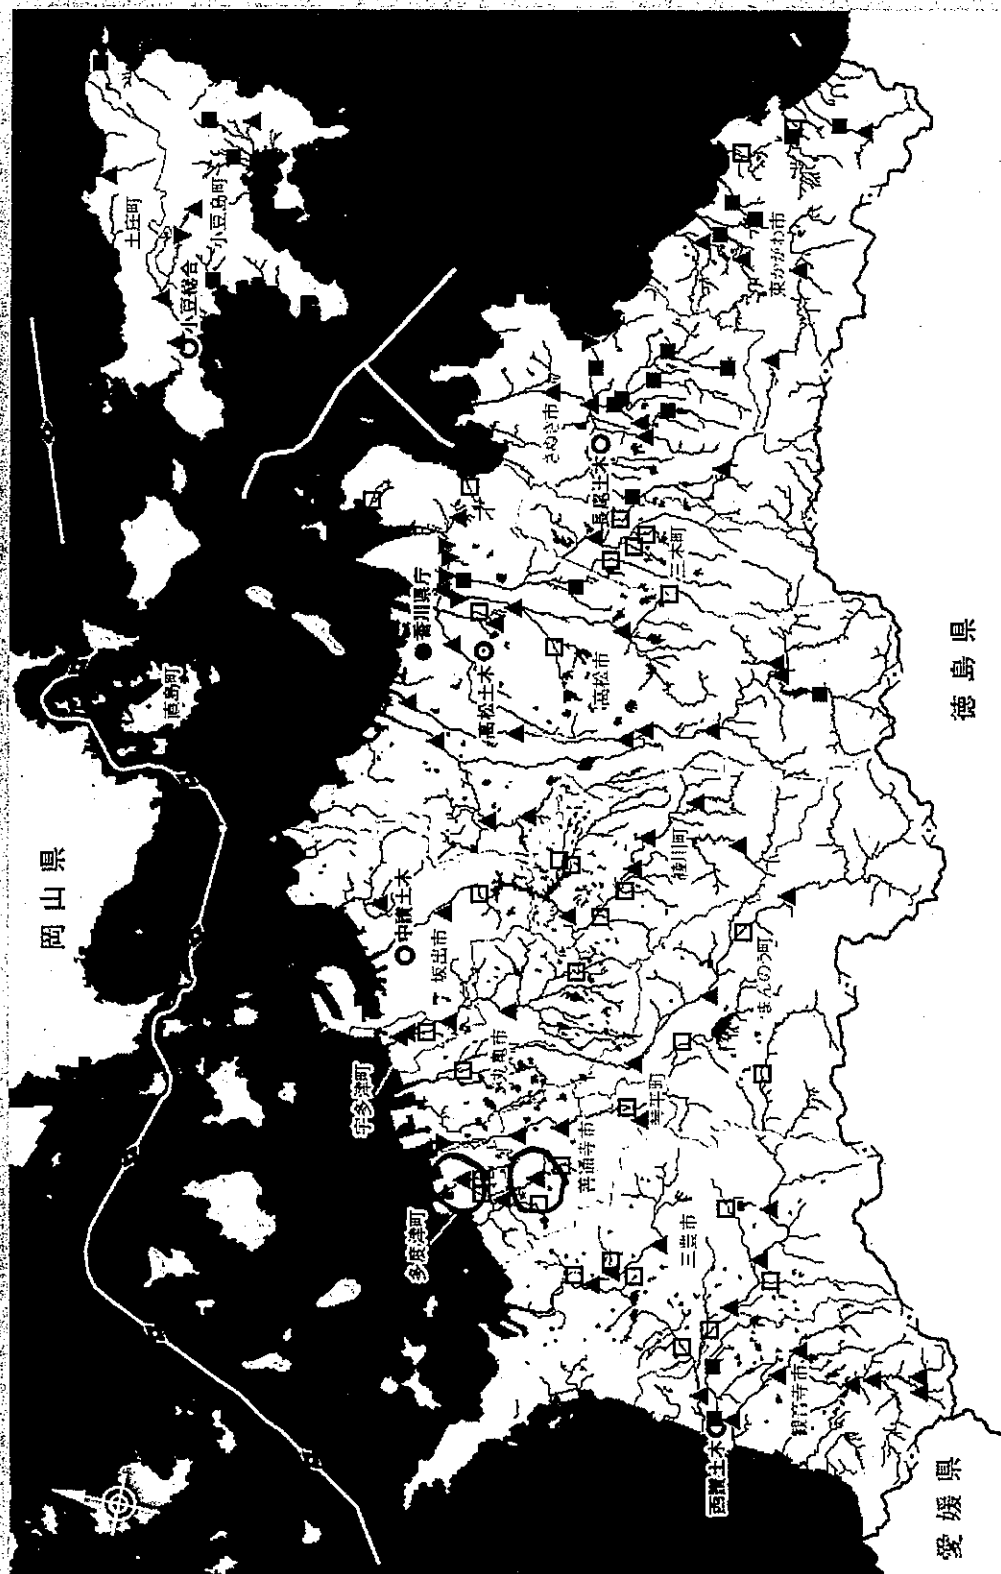 岡山県
徳島県
愛媛県
土庄町
小豆島町
小豆総合
直島町
香川県庁
高松土木
高松市
長尾土木
さぬき市
三木町
東かがわ市
中讃土木
坂出市
宇多津町
丸亀市
綾川町
まんのう町
琴平町
善通寺市
多度津町
三豊市
観音寺市
西讃土木